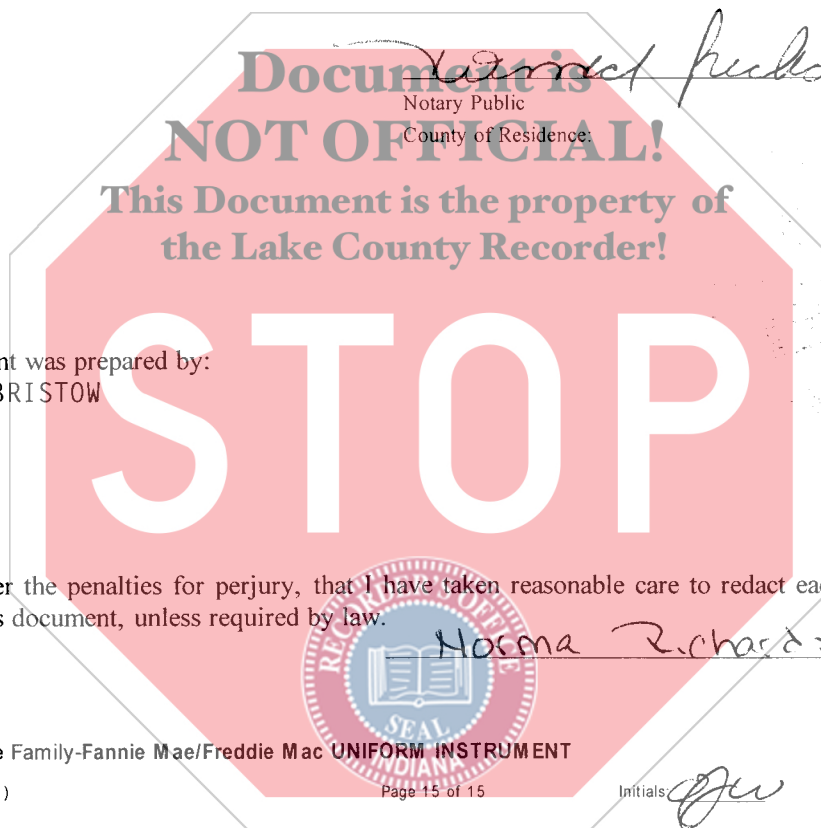 Document is
Notary Public
NOT OFFICIAL!
County of Residence:
This Document is the property of
the Lake County Recorder!
nt was prepared by:
BRISTOW
STOP
er the penalties for perjury, that I have taken reasonable care to redact eac
s document, unless required by law.
Norma Richards
RECORDER'S OFFICE
SEAL
INDIANA
e Family-Fannie Mae/Freddie Mac UNIFORM INSTRUMENT
)
Page 15 of 15
Initials: